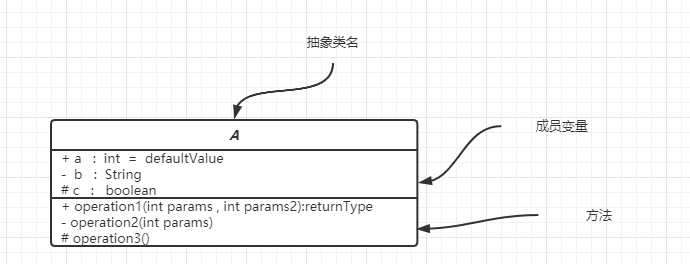 抽象类名
A
成员变量
+ a : int = defaultValue
- b : String
# c : boolean
+ operation1(int params , int params2):returnType
方法
- operation2(int params)
# operation3()